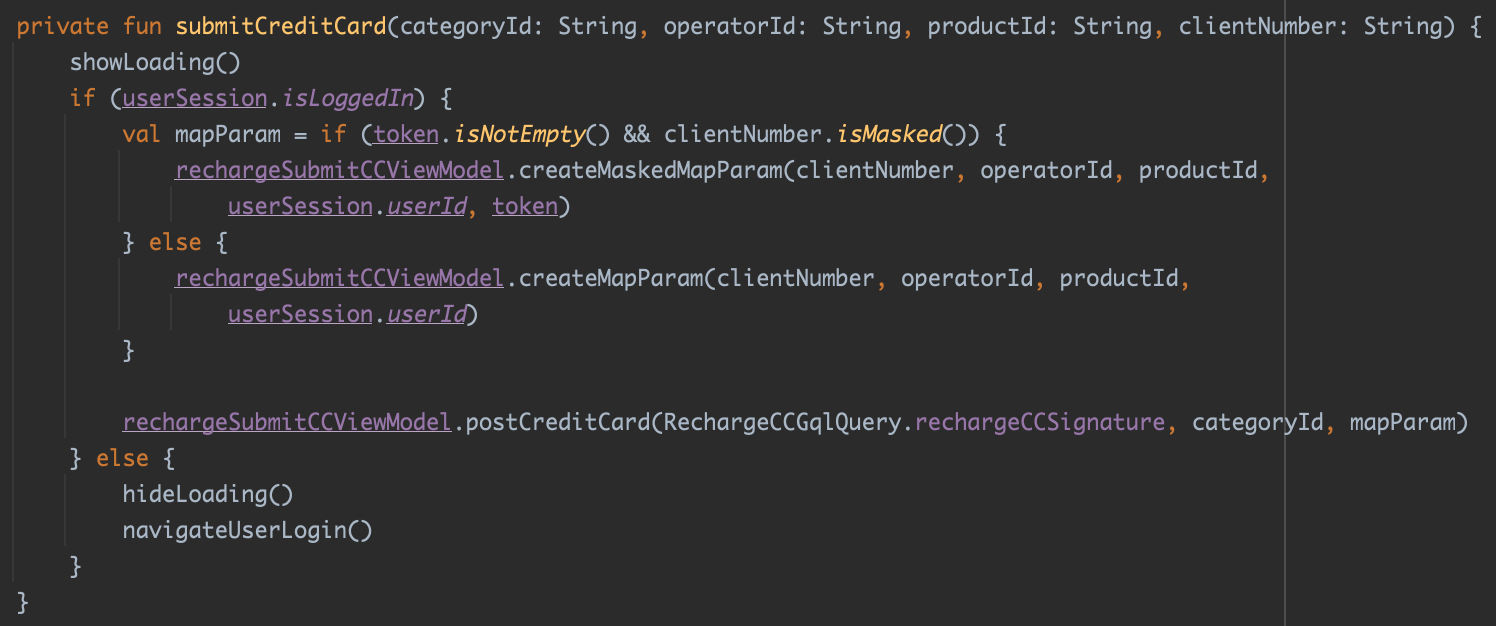 private fun submitCreditCard(categoryId: String, operatorId: String, productId: String, clientNumber: String) {
    showLoading()
    if (userSession.isLoggedIn) {
        val mapParam = if (token.isNotEmpty() && clientNumber.isMasked()) {
            rechargeSubmitCCViewModel.createMaskedMapParam(clientNumber, operatorId, productId,
                userSession.userId, token)
        } else {
            rechargeSubmitCCViewModel.createMapParam(clientNumber, operatorId, productId,
                userSession.userId)
        }

        rechargeSubmitCCViewModel.postCreditCard(RechargeCCGqlQuery.rechargeCCSignature, categoryId, mapParam)
    } else {
        hideLoading()
        navigateUserLogin()
    }
}